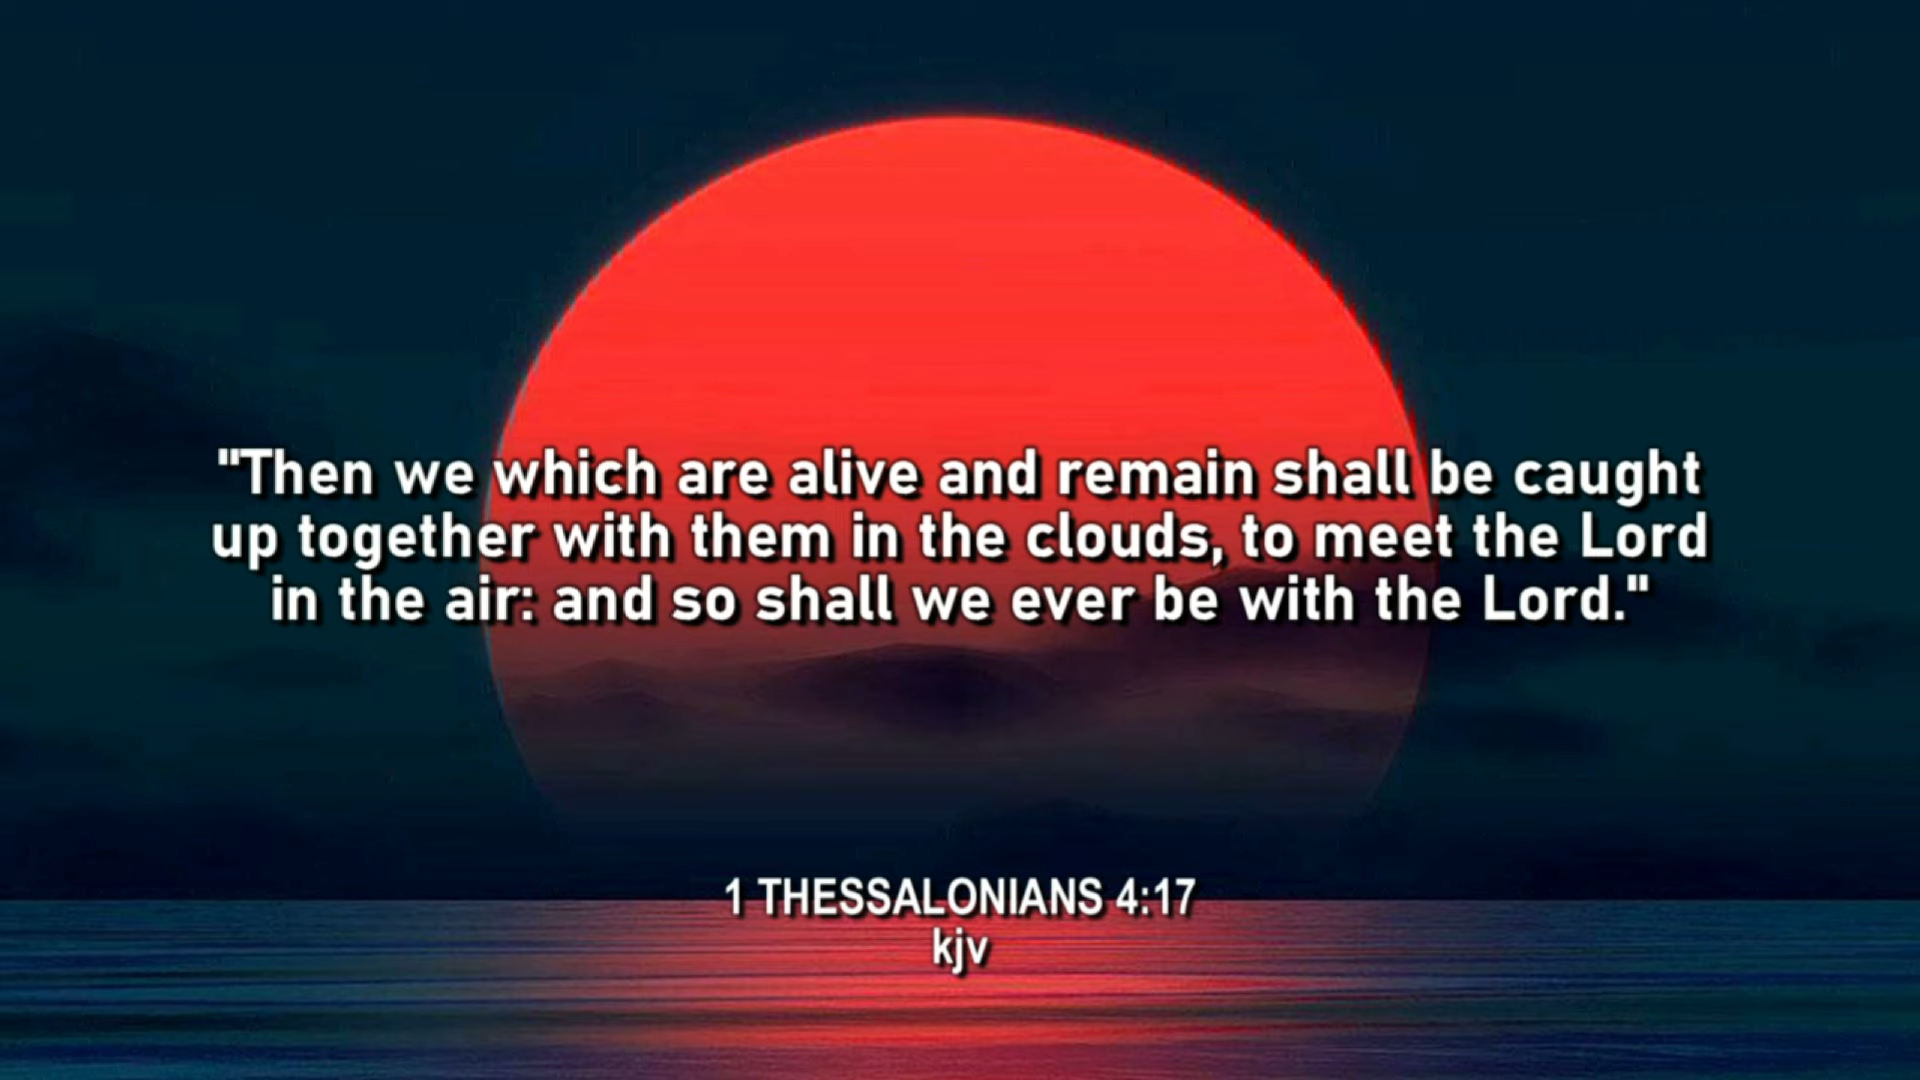 "Then we which are alive and remain shall be caught
up together with them in the clouds, to meet the Lord
in the air: and so shall we ever be with the Lord."
1 THESSALONIANS 4:17
kjv